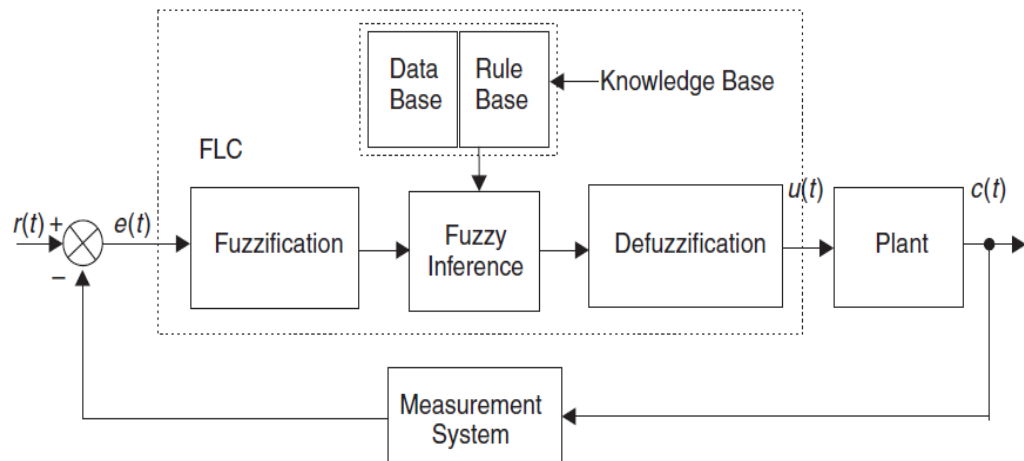 Data
Base
Rule
Base
Knowledge Base
FLC
r(t) +
e(t)
Fuzzification
Fuzzy
Inference
Defuzzification
u(t)
Plant
c(t)
–
Measurement
System